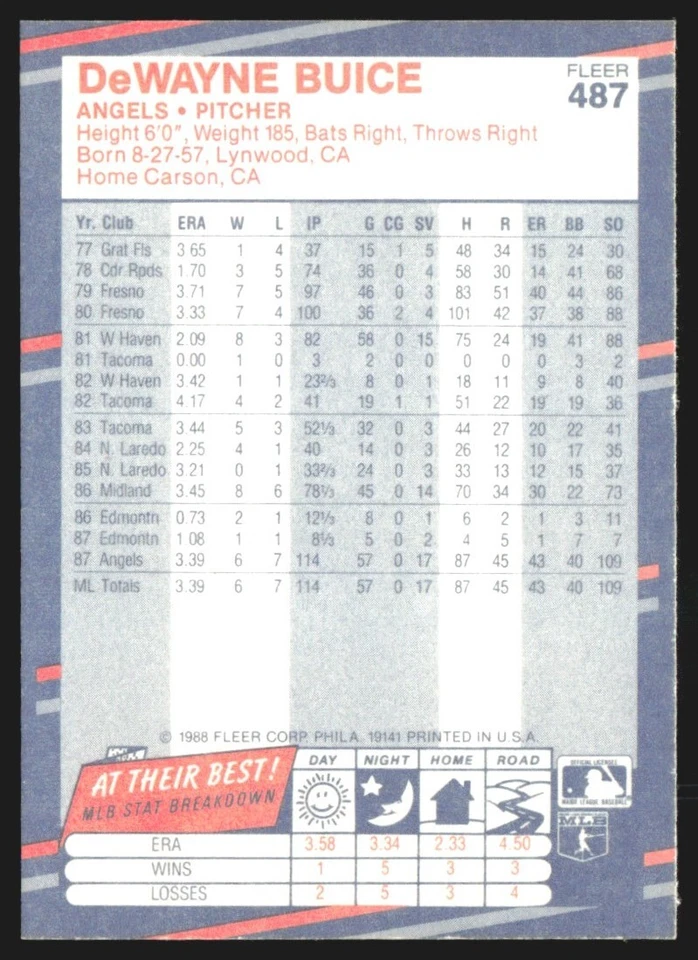 DeWAYNE BUICE
FLEER
487
ANGELS • PITCHER
Height 6'0", Weight 185, Bats Right, Throws Right
Born 8-27-57, Lynwood, CA
Home Carson, CA
Yr. Club ERA W L IP G CG SV H R ER BB SO
77 Grat Fls 3 65 1 4 37 15 1 5 48 34 15 24 30
78 Cdr Rpds 1.70 3 5 74 36 0 4 58 30 14 41 68
79 Fresno 3.71 7 5 97 46 0 3 83 51 40 44 86
80 Fresno 3.33 7 4 100 36 2 4 101 42 37 38 88
81 W Haven 2.09 8 3 82 58 0 15 75 24 19 41 88
81 Tacoma 0.00 1 0 3 2 0 0 0 0 0 3 2
82 W Haven 3.42 1 1 23⅔ 8 0 1 18 11 9 8 40
82 Tacoma 4.17 4 2 41 19 1 1 51 22 19 19 36
83 Tacoma 3.44 5 3 52⅓ 32 0 3 44 27 20 22 41
84 N. Laredo 2.25 4 1 40 14 0 3 26 12 10 17 35
85 N. Laredo 3.21 0 1 33⅔ 24 0 3 33 13 12 15 37
86 Midland 3.45 8 6 78⅓ 45 0 14 70 34 30 22 73
86 Edmontn 0.73 2 1 12⅓ 8 0 1 6 2 1 3 11
87 Edmontn 1 08 1 1 8⅓ 5 0 2 4 5 1 7 7
87 Angels 3.39 6 7 114 57 0 17 87 45 43 40 109
ML Totals 3.39 6 7 114 57 0 17 87 45 43 40 109
© 1988 FLEER CORP. PHILA. 19141 PRINTED IN U.S.A.
AT THEIR BEST!
MLB STAT BREAKDOWN
DAY NIGHT HOME ROAD
OFFICIAL LICENSEE
MAJOR LEAGUE BASEBALL
MLB
ERA 3.58 3.34 2.33 4.50
WINS 1 5 3 3
LOSSES 2 5 3 4